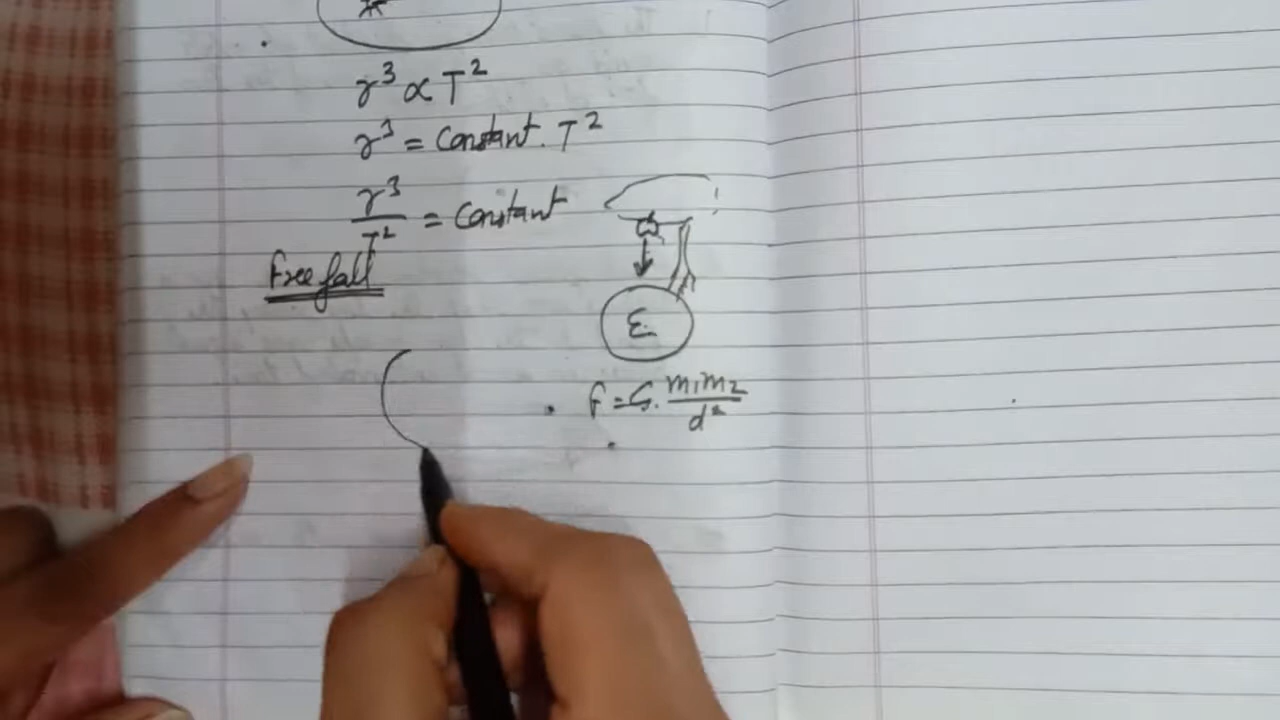 r³ ∝ T²
r³ = Constant. T²
r³/T² = Constant
Free fall
E
F = G. m₁m₂/d²